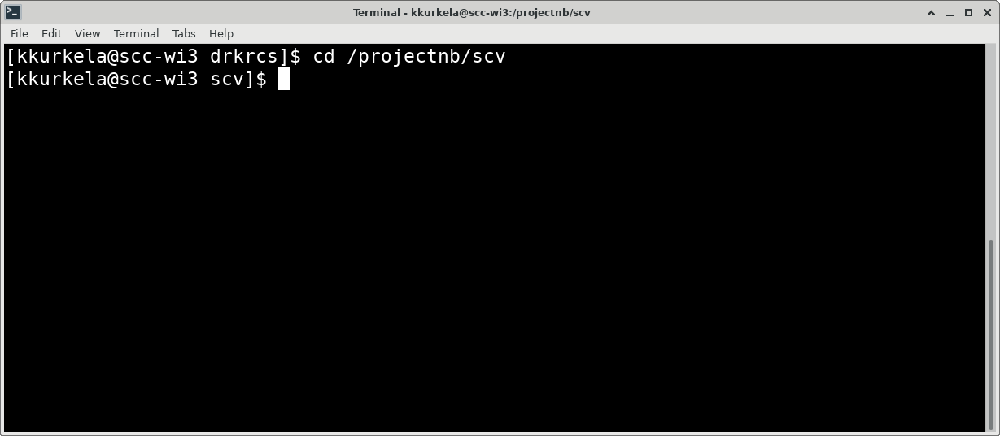 Terminal - kkurkela@scc-wi3:/projectnb/scv
File Edit View Terminal Tabs Help
[kkurkela@scc-wi3 drkrcs]$ cd /projectnb/scv
[kkurkela@scc-wi3 scv]$